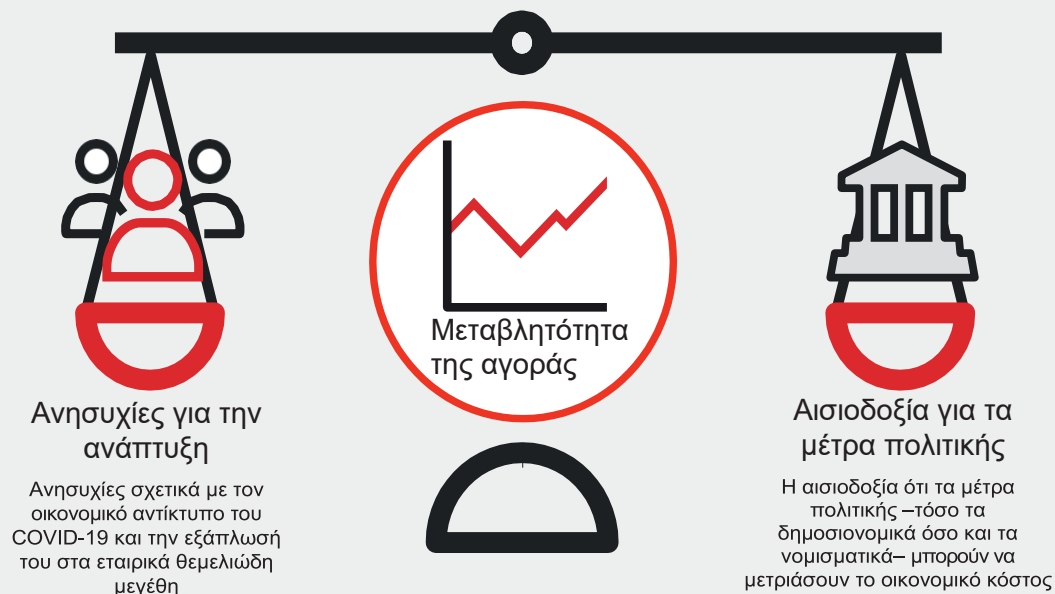 Μεταβλητότητα
της αγοράς
Ανησυχίες για την
ανάπτυξη
Ανησυχίες σχετικά με τον
οικονομικό αντίκτυπο του
COVID-19 και την εξάπλωσή
του στα εταιρικά θεμελιώδη
μεγέθη
Αισιοδοξία για τα
μέτρα πολιτικής
Η αισιοδοξία ότι τα μέτρα
πολιτικής –τόσο τα
δημοσιονομικά όσο και τα
νομισματικά– μπορούν να
μετριάσουν το οικονομικό κόστος